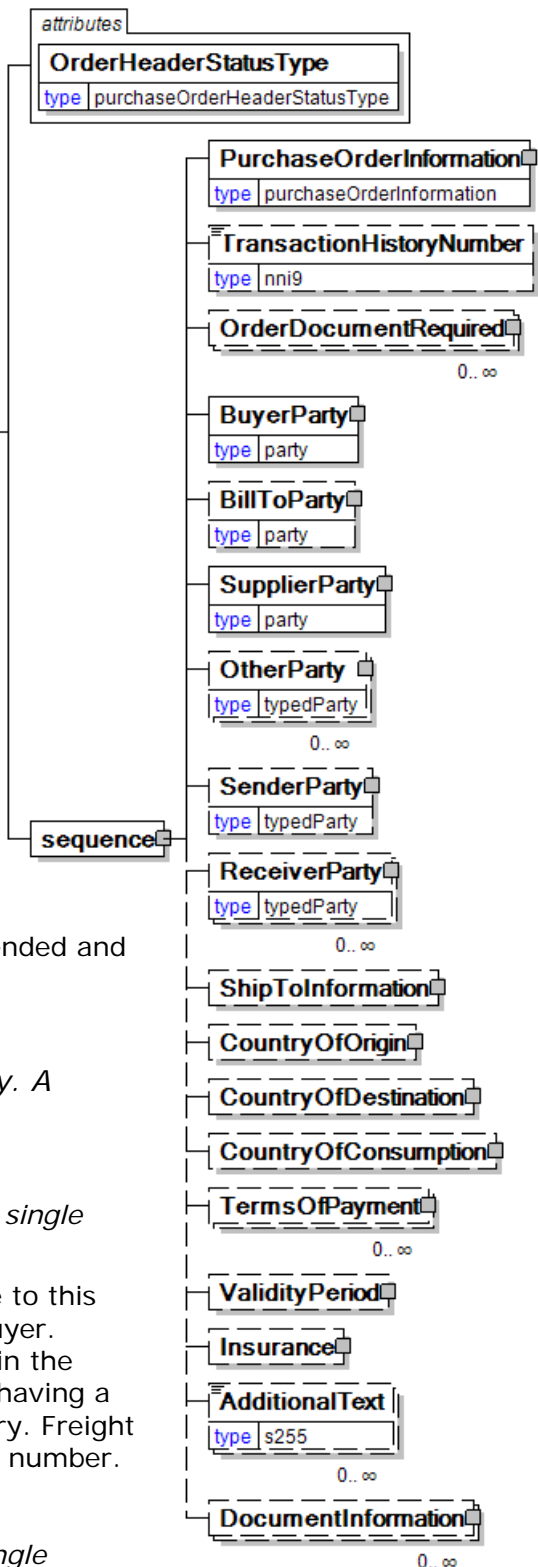 attributes
OrderHeaderStatusType
type purchaseOrderHeaderStatusType
PurchaseOrderInformation
type purchaseOrderInformation
TransactionHistoryNumber
type nni9
OrderDocumentRequired
0.. ∞
BuyerParty
type party
BillToParty
type party
SupplierParty
type party
OtherParty
type typedParty
0.. ∞
SenderParty
type typedParty
sequence
ReceiverParty
type typedParty
0.. ∞
nded and
ShipToInformation
CountryOfOrigin
y. A
CountryOfDestination
CountryOfConsumption
single
TermsOfPayment
0.. ∞
e to this
uyer.
in the
having a
ry. Freight
number.
ValidityPeriod
Insurance
AdditionalText
type s255
0.. ∞
DocumentInformation
ngle
0.. ∞